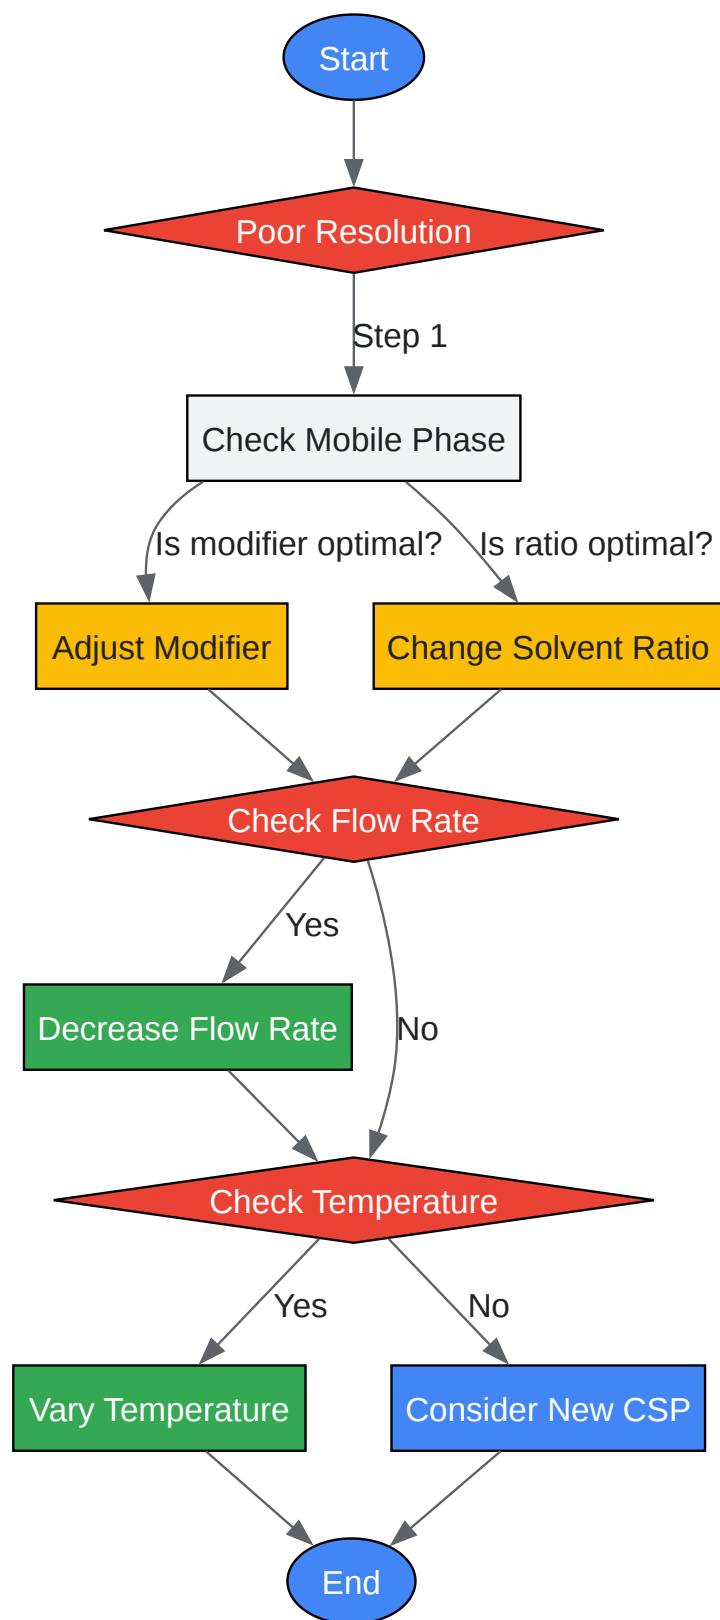 Start
Poor Resolution
Step 1
Check Mobile Phase
Is modifier optimal?
Is ratio optimal?
Adjust Modifier
Change Solvent Ratio
Check Flow Rate
Yes
Decrease Flow Rate
No
Check Temperature
Yes
No
Vary Temperature
Consider New CSP
End